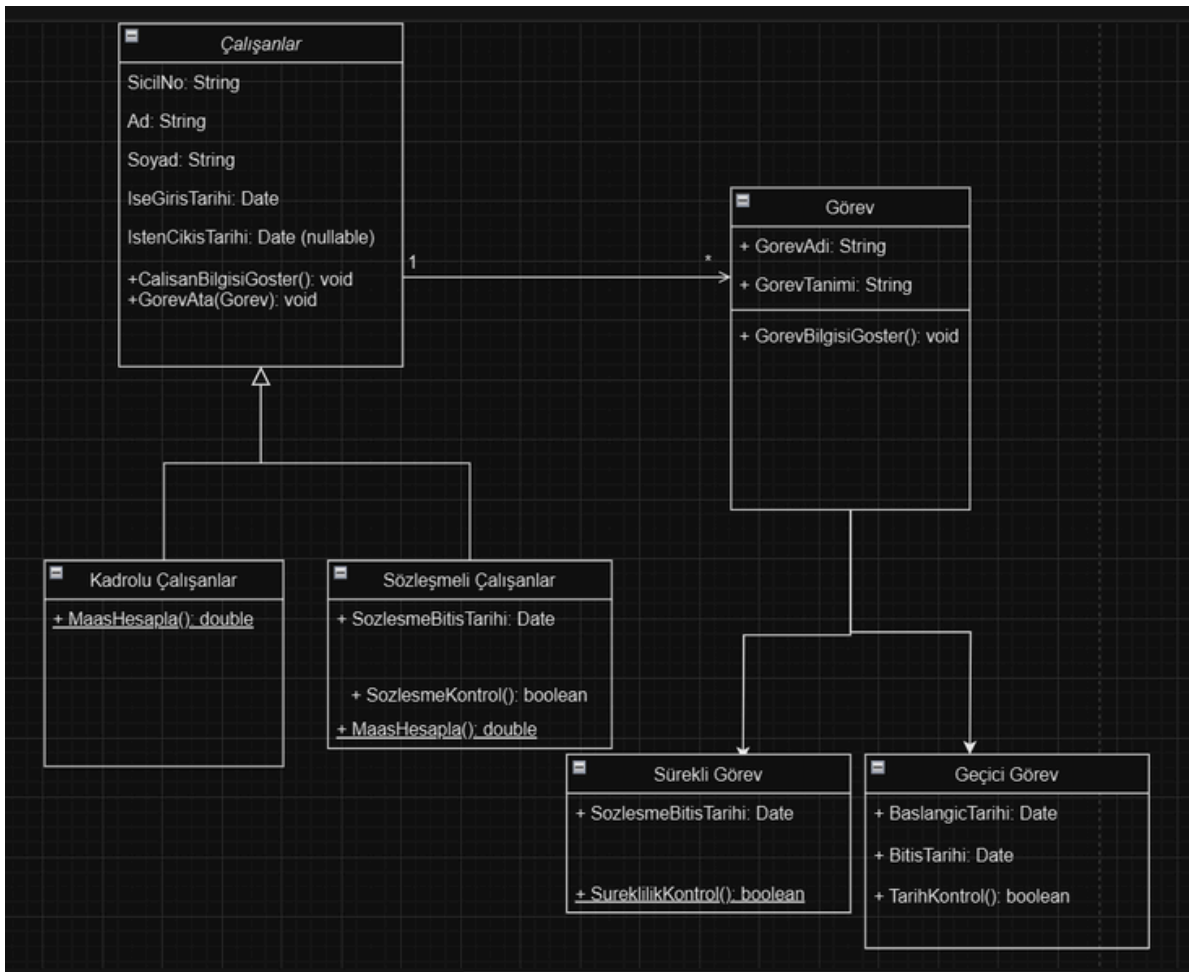 Çalışanlar
SicilNo: String
Ad: String
Soyad: String
IseGirisTarihi: Date
IstenCikisTarihi: Date (nullable)
+CalisanBilgisiGoster(): void
+GorevAta(Gorev): void
1
*
Görev
+ GorevAdi: String
+ GorevTanimi: String
+ GorevBilgisiGoster(): void
Kadrolu Çalışanlar
+ MaasHesapla(): double
Sözleşmeli Çalışanlar
+ SozlesmeBitisTarihi: Date
+ SozlesmeKontrol(): boolean
+ MaasHesapla(): double
Sürekli Görev
+ SozlesmeBitisTarihi: Date
+ SureklilikKontrol(): boolean
Geçici Görev
+ BaslangicTarihi: Date
+ BitisTarihi: Date
+ TarihKontrol(): boolean